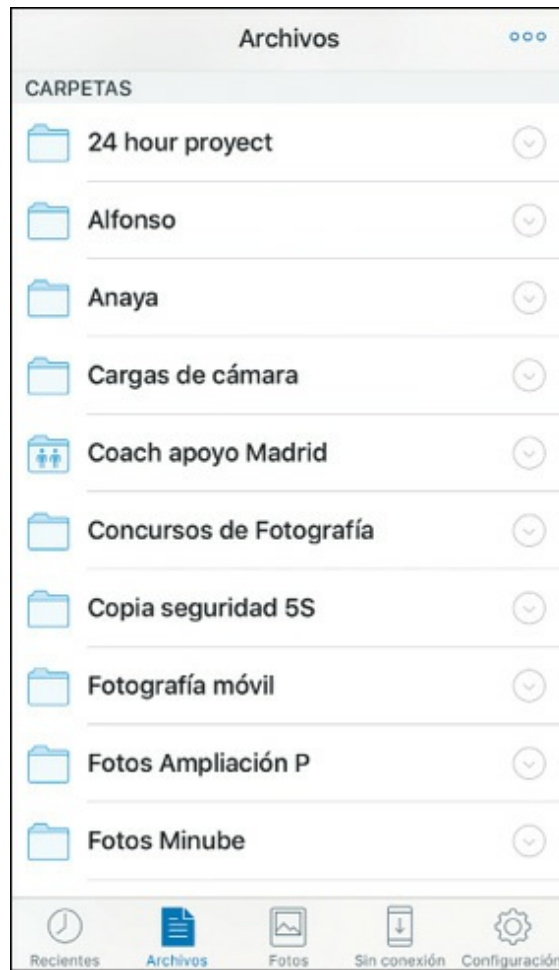 Archivos
CARPETAS
24 hour proyect
Alfonso
Anaya
Cargas de cámara
Coach apoyo Madrid
Concursos de Fotografía
Copia seguridad 5S
Fotografía móvil
Fotos Ampliación P
Fotos Minube
Recientes Archivos Fotos Sin conexión Configuración